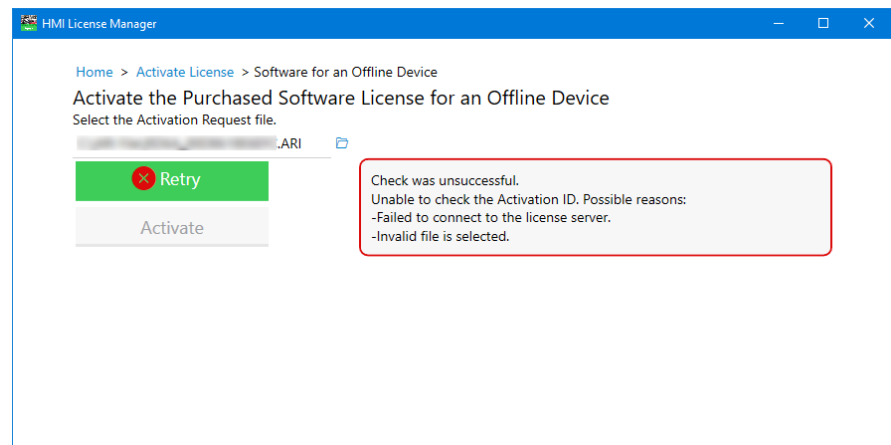 HMI License Manager
Home > Activate License > Software for an Offline Device
Activate the Purchased Software License for an Offline Device
Select the Activation Request file.
.ARI
Retry
Check was unsuccessful.
Unable to check the Activation ID. Possible reasons:
-Failed to connect to the license server.
-Invalid file is selected.
Activate